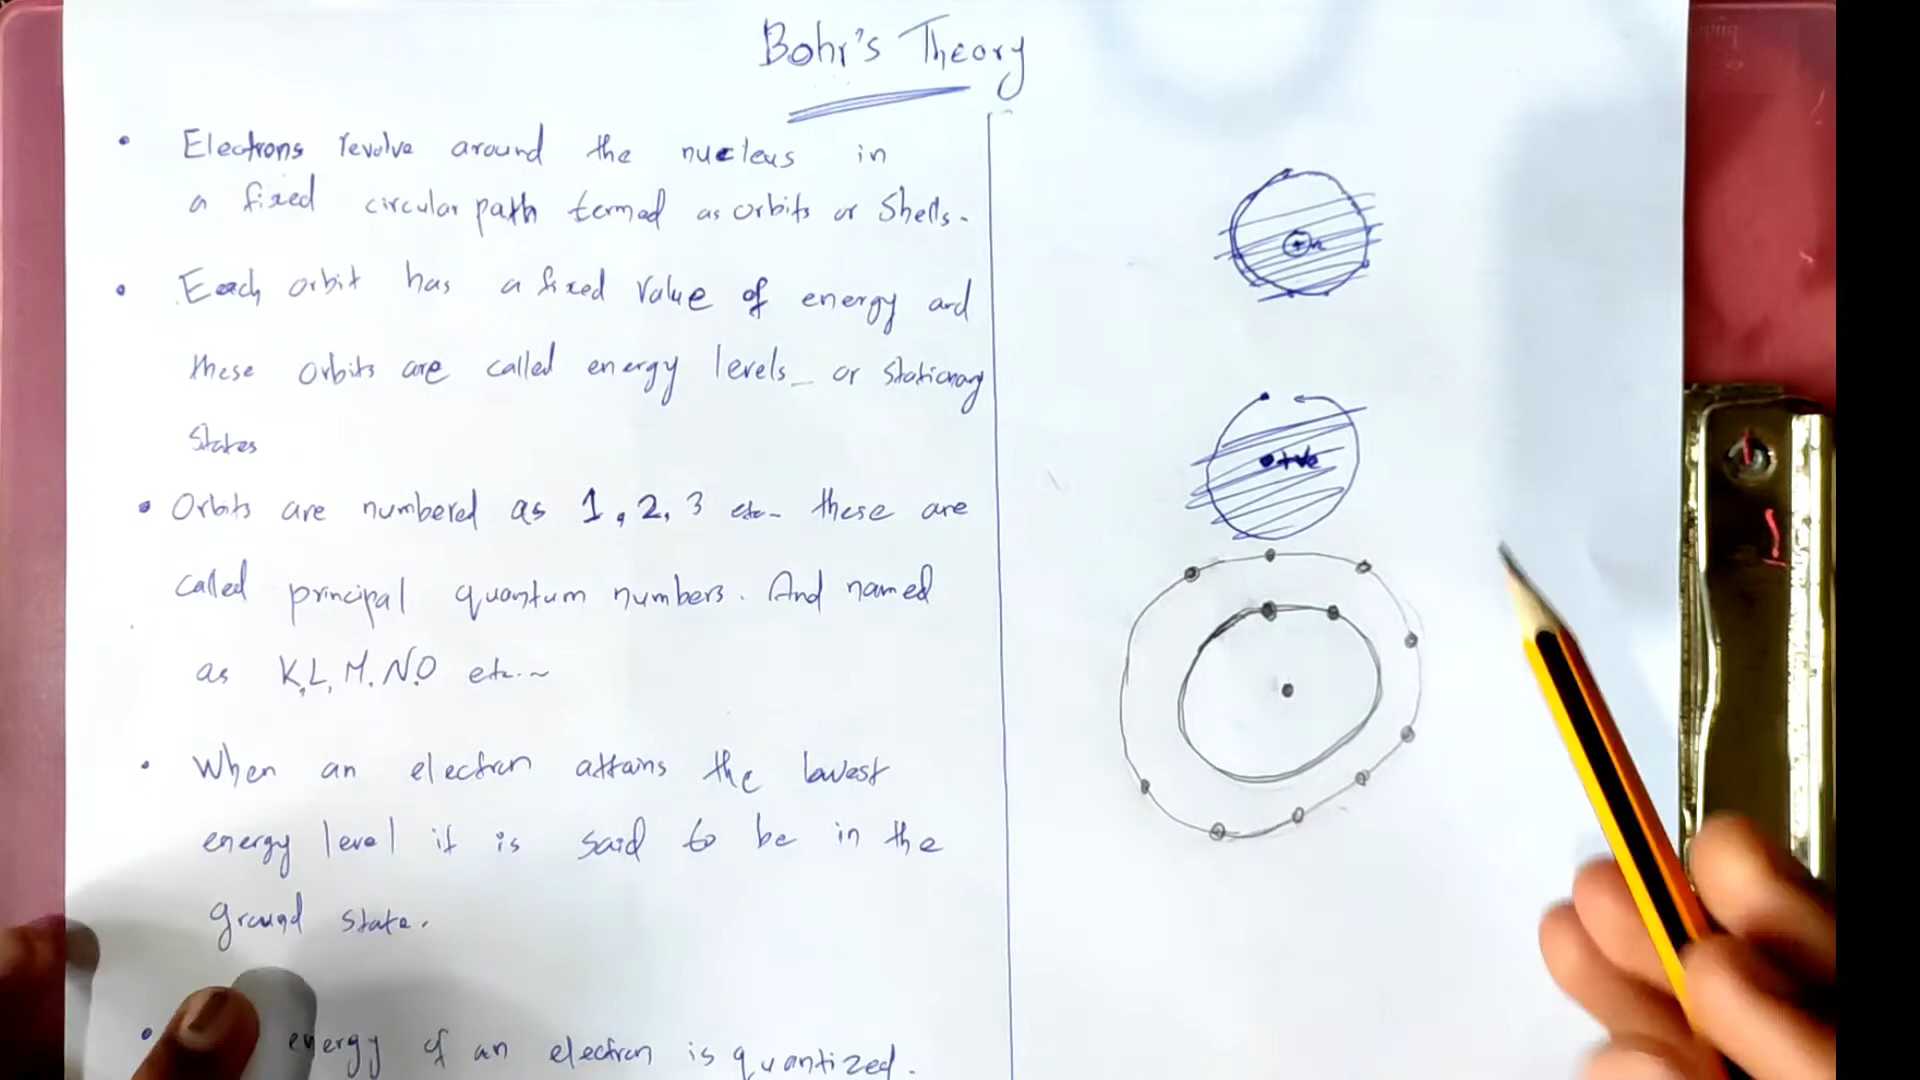 Bohr's Theory
• Electrons revolve around the nucleus in
a fixed circular path termed as orbits or Shells.
• Each orbit has a fixed value of energy and
these orbits are called energy levels or stationary
States
• Orbits are numbered as 1, 2, 3 etc. these are
called principal quantum numbers. And named
as K, L, M, N, O etc..
• When an electron attains the lowest
energy level it is said to be in the
ground state.
• energy of an electron is quantized.
+ve